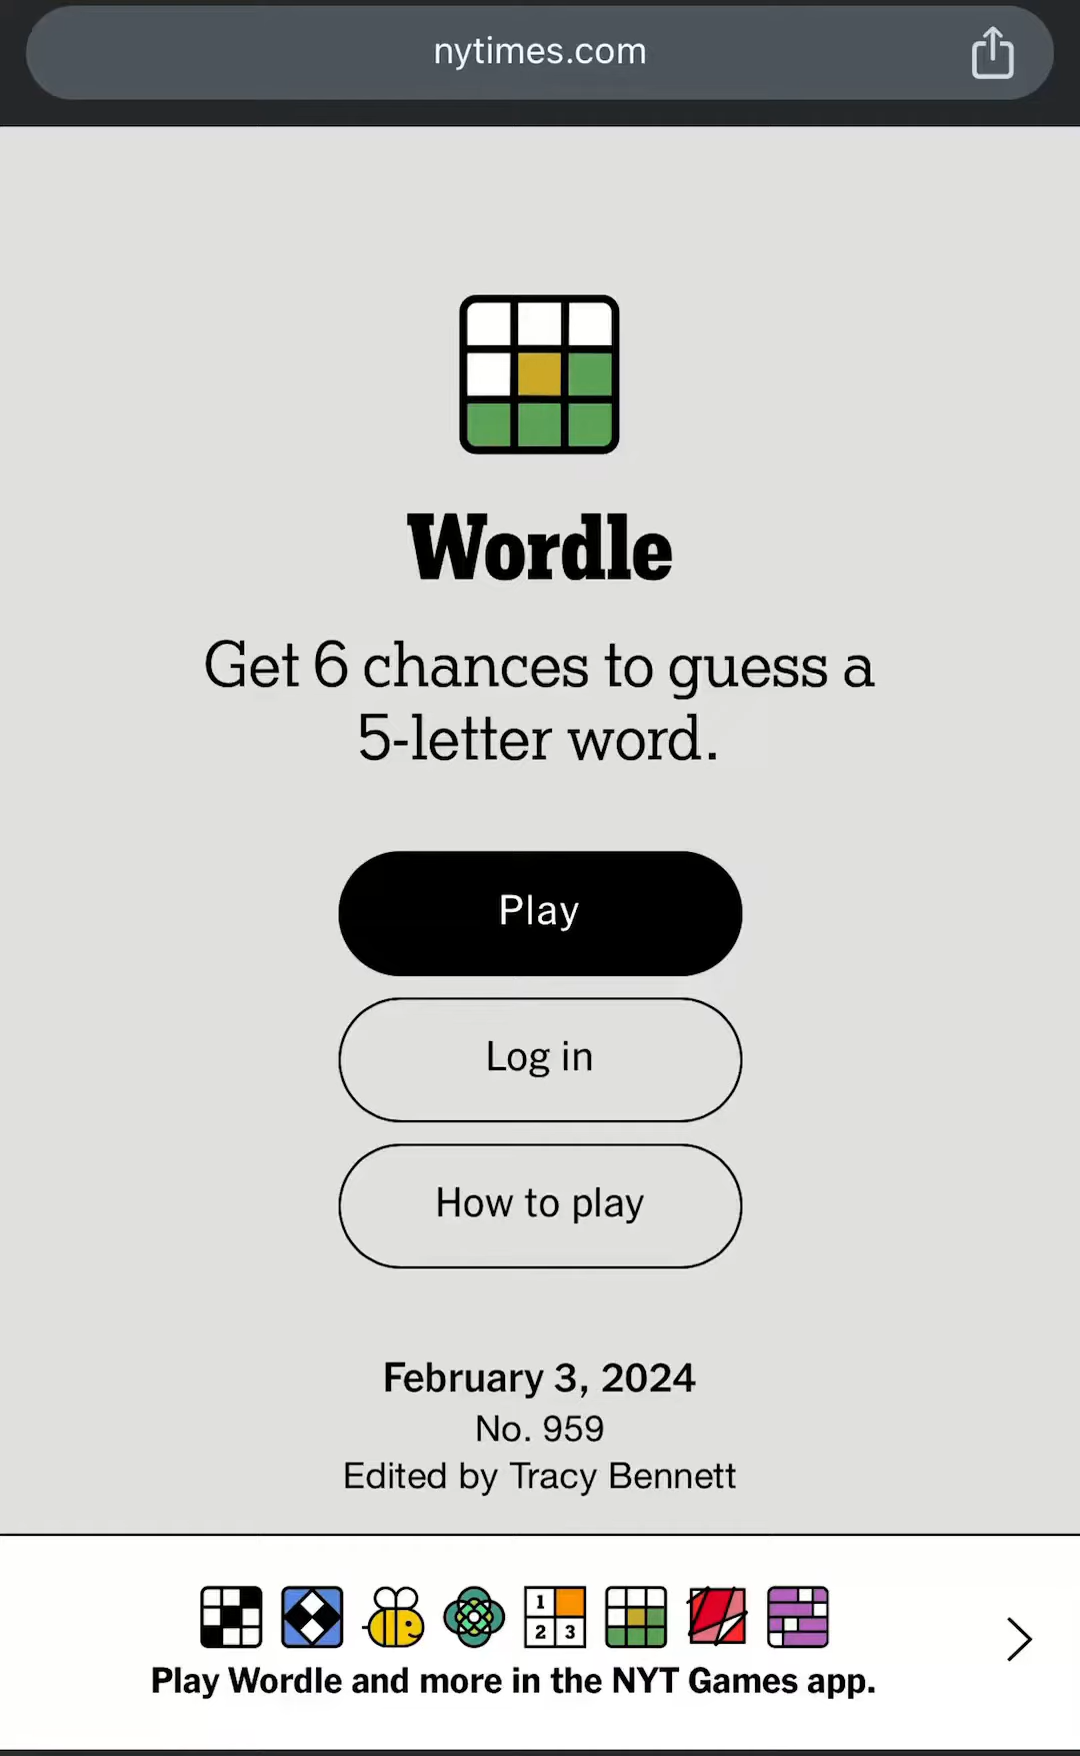 nytimes.com
Wordle
Get 6 chances to guess a
5-letter word.
Play
Log in
How to play
February 3, 2024
No. 959
Edited by Tracy Bennett
1
2 3
Play Wordle and more in the NYT Games app.